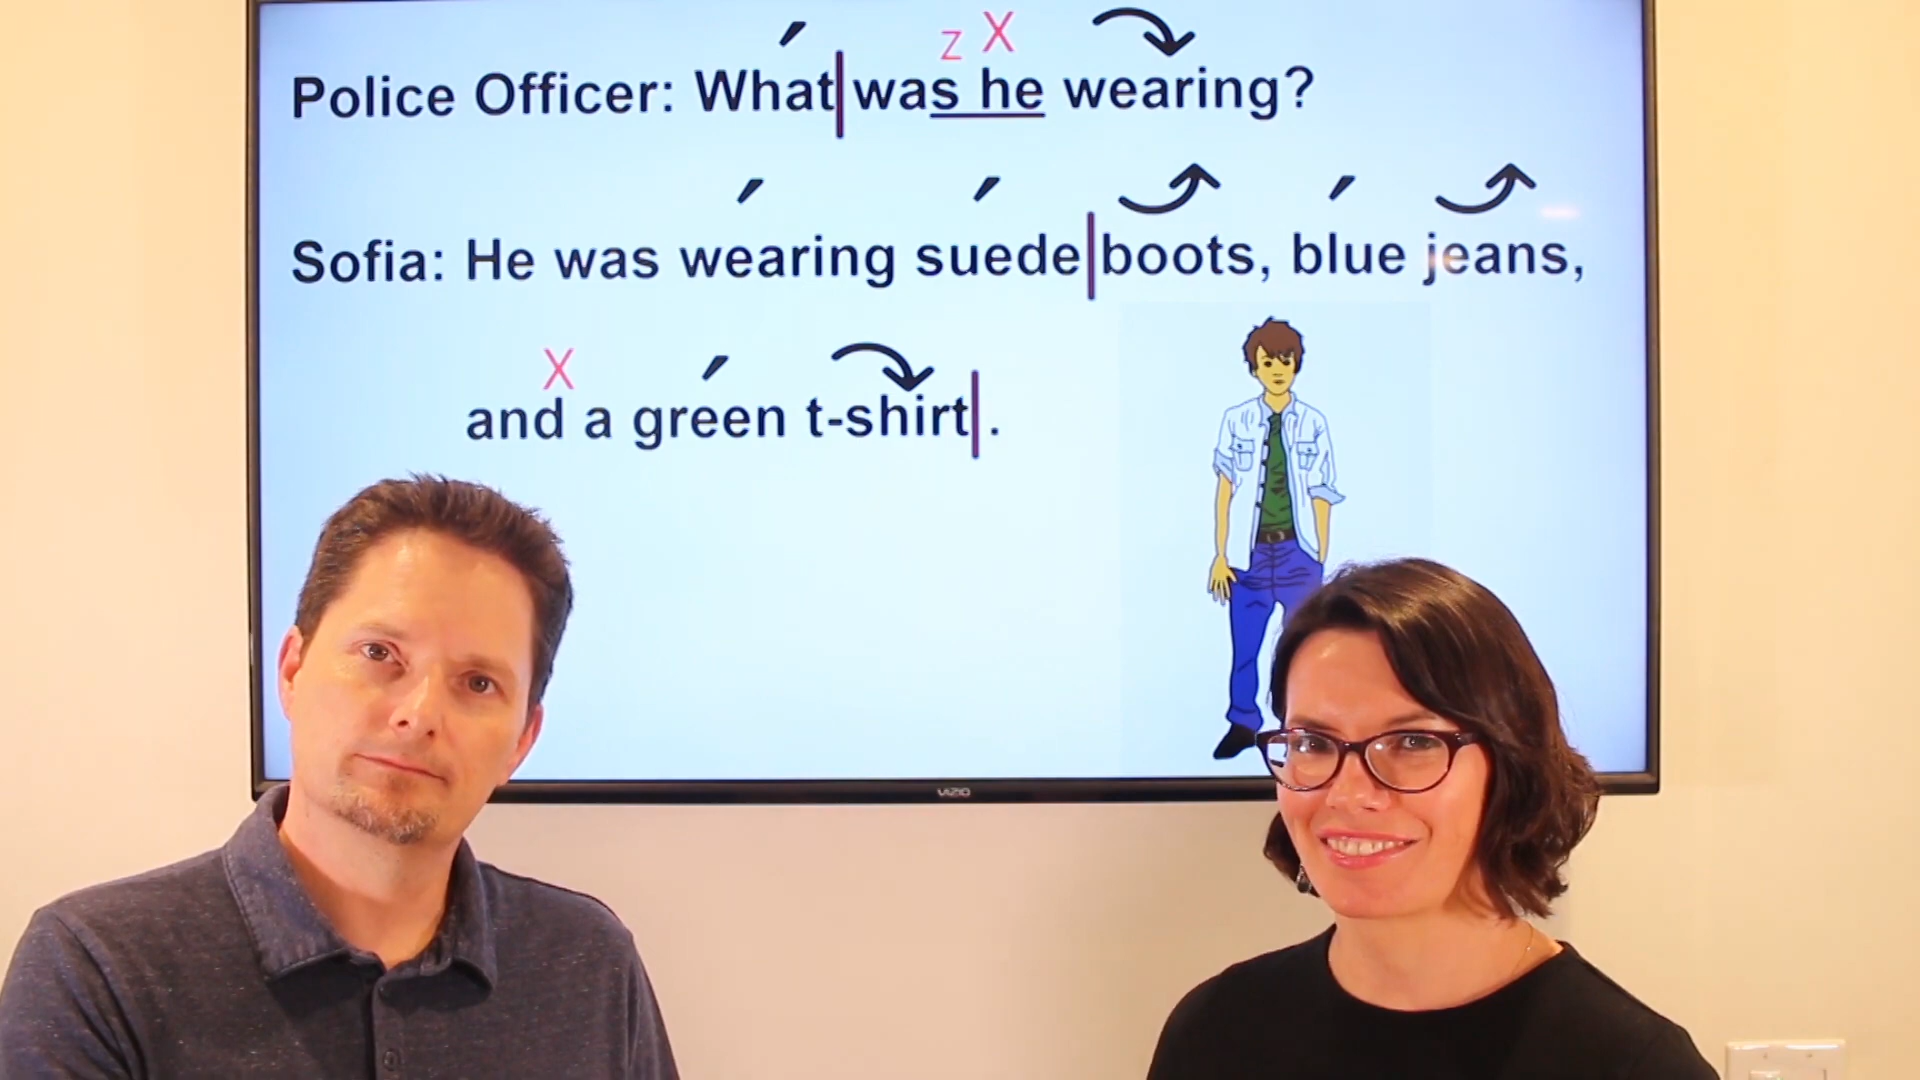 z X
Police Officer: What was he wearing?
Sofia: He was wearing suede boots, blue jeans,
X
and a green t-shirt.
VIZIO